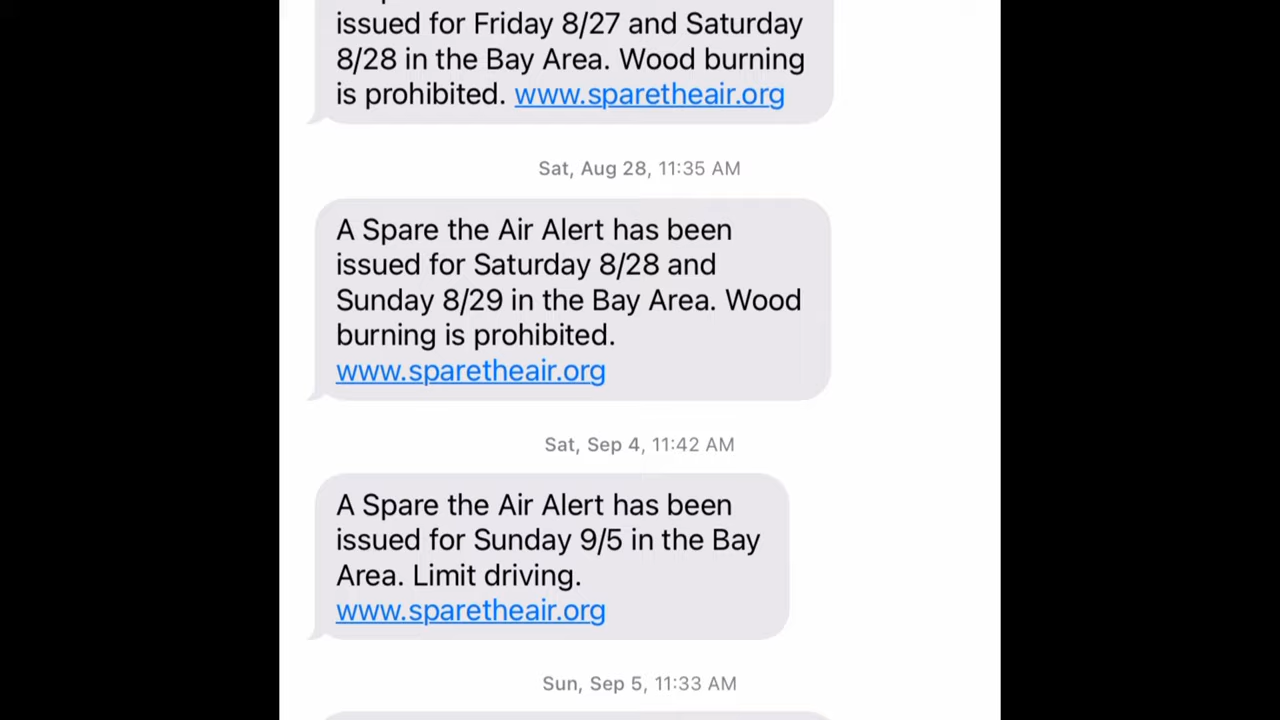 issued for Friday 8/27 and Saturday
8/28 in the Bay Area. Wood burning
is prohibited. www.sparetheair.org
Sat, Aug 28, 11:35 AM
A Spare the Air Alert has been
issued for Saturday 8/28 and
Sunday 8/29 in the Bay Area. Wood
burning is prohibited.
www.sparetheair.org
Sat, Sep 4, 11:42 AM
A Spare the Air Alert has been
issued for Sunday 9/5 in the Bay
Area. Limit driving.
www.sparetheair.org
Sun, Sep 5, 11:33 AM